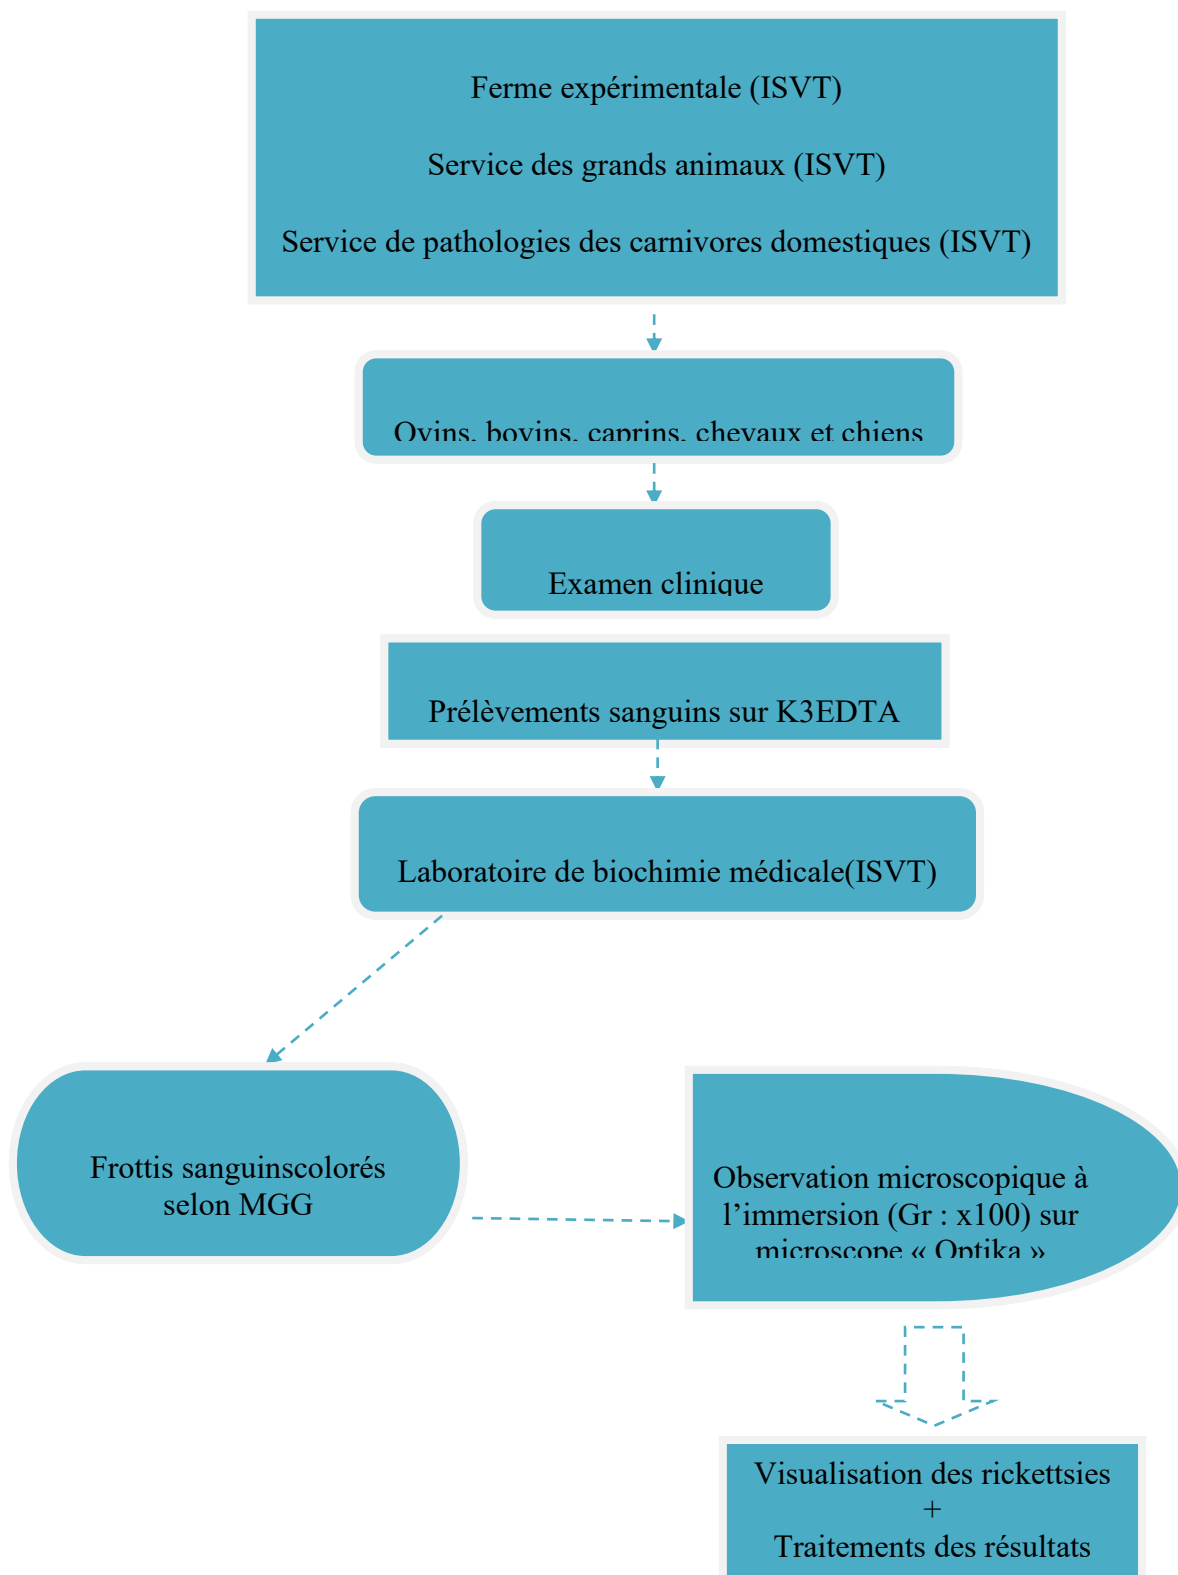 Ferme expérimentale (ISVT)
Service des grands animaux (ISVT)
Service de pathologies des carnivores domestiques (ISVT)
Ovins, bovins, caprins, chevaux et chiens
Examen clinique
Prélèvements sanguins sur K3EDTA
Laboratoire de biochimie médicale(ISVT)
Frottis sanguinscolorés
selon MGG
Observation microscopique à
l’immersion (Gr : x100) sur
microscope « Optika »
Visualisation des rickettsies
+
Traitements des résultats